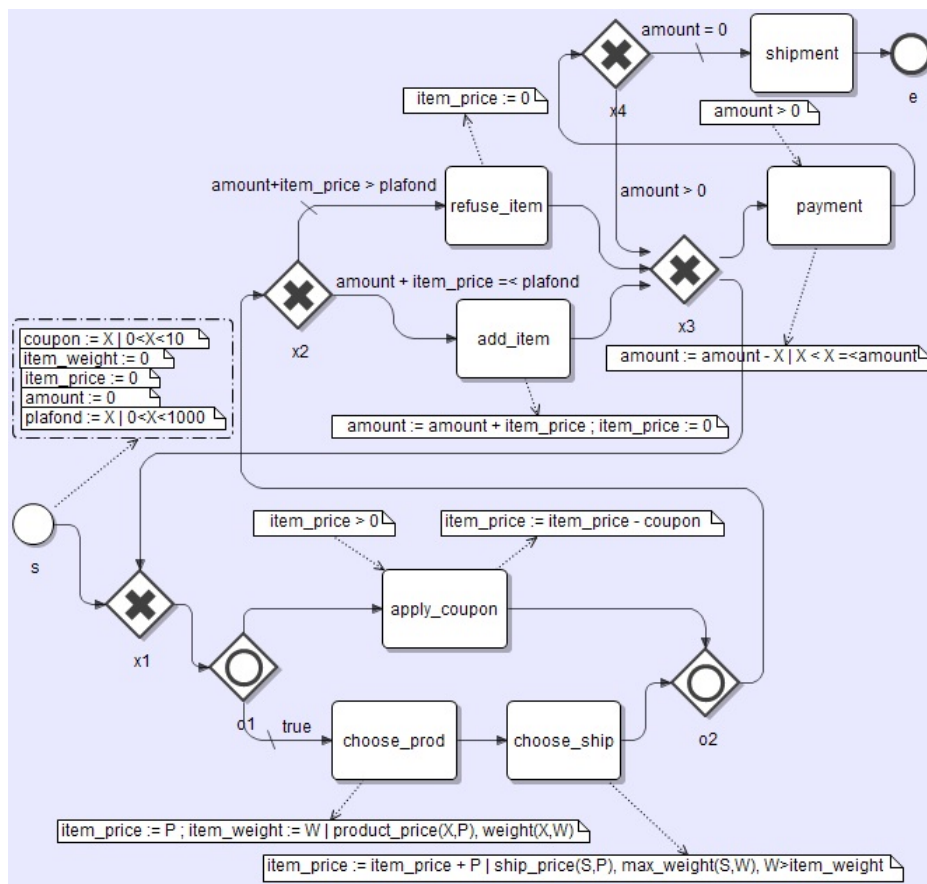 amount = 0
shipment
e
x4
item_price := 0
amount > 0
amount+item_price > plafond
refuse_item
amount > 0
payment
x3
amount + item_price =< plafond
x2
add_item
coupon := X | 0<X<10
item_weight := 0
item_price := 0
amount := 0
plafond := X | 0<X<1000
amount := amount - X | X < X =<amount
amount := amount + item_price ; item_price := 0
s
item_price > 0
item_price := item_price - coupon
apply_coupon
x1
o1
true
choose_prod
choose_ship
o2
item_price := P ; item_weight := W | product_price(X,P), weight(X,W)
item_price := item_price + P | ship_price(S,P), max_weight(S,W), W>item_weight